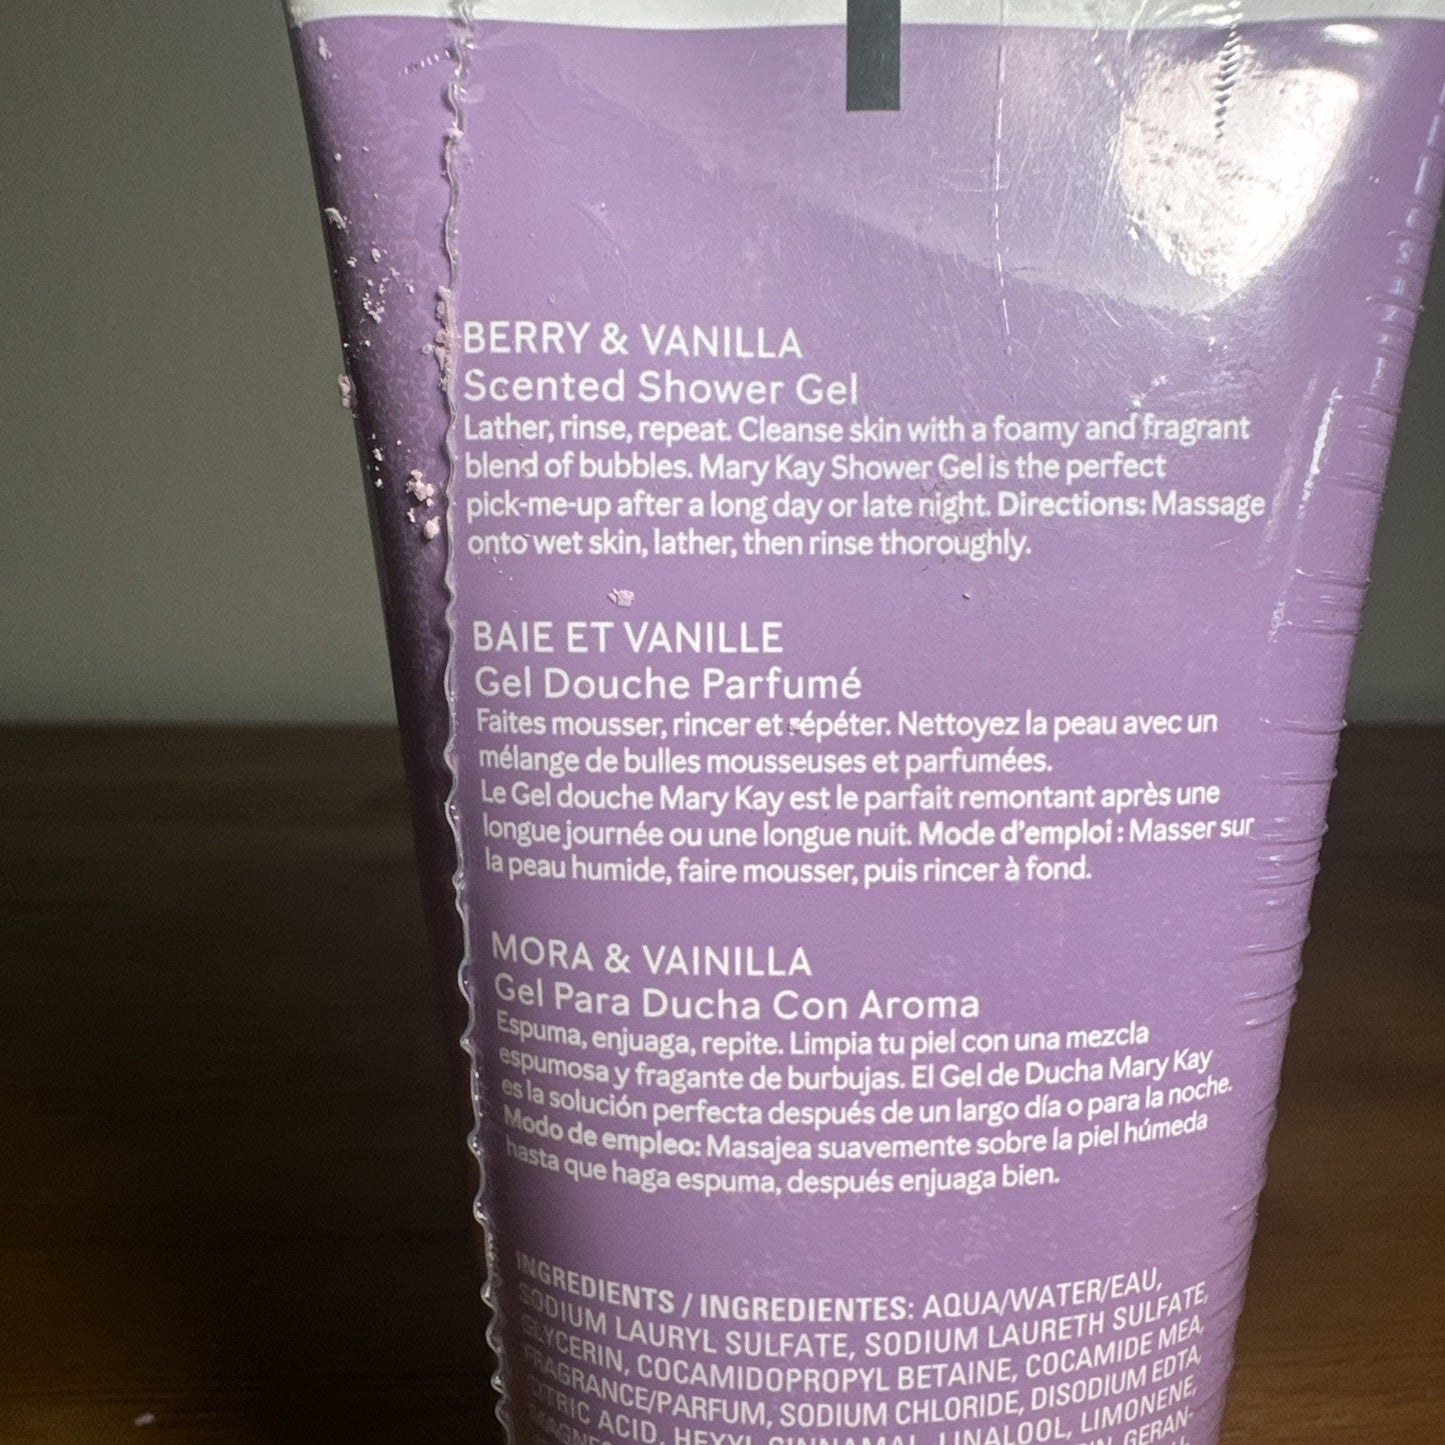 BERRY & VANILLA
Scented Shower Gel
Lather, rinse, repeat. Cleanse skin with a foamy and fragrant
blend of bubbles. Mary Kay Shower Gel is the perfect
pick-me-up after a long day or late night. Directions: Massage
onto wet skin, lather, then rinse thoroughly.
BAIE ET VANILLE
Gel Douche Parfumé
Faites mousser, rincer et répéter. Nettoyez la peau avec un
mélange de bulles mousseuses et parfumées.
Le Gel douche Mary Kay est le parfait remontant après une
longue journée ou une longue nuit. Mode d'emploi : Masser sur
la peau humide, faire mousser, puis rincer à fond.
MORA & VAINILLA
Gel Para Ducha Con Aroma
Espuma, enjuaga, repite. Limpia tu piel con una mezcla
espumosa y fragante de burbujas. El Gel de Ducha Mary Kay
es la solución perfecta después de un largo día o para la noche.
Modo de empleo: Masajea suavemente sobre la piel húmeda
hasta que haga espuma, después enjuaga bien.
INGREDIENTS / INGREDIENTES: AQUA/WATER/EAU,
SODIUM LAURYL SULFATE, SODIUM LAURETH SULFATE,
GLYCERIN, COCAMIDOPROPYL BETAINE, COCAMIDE MEA,
FRAGRANCE/PARFUM, SODIUM CHLORIDE, DISODIUM EDTA,
CITRIC ACID, HEXYL CINNAMAL, LINALOOL, LIMONENE,
GERAN-